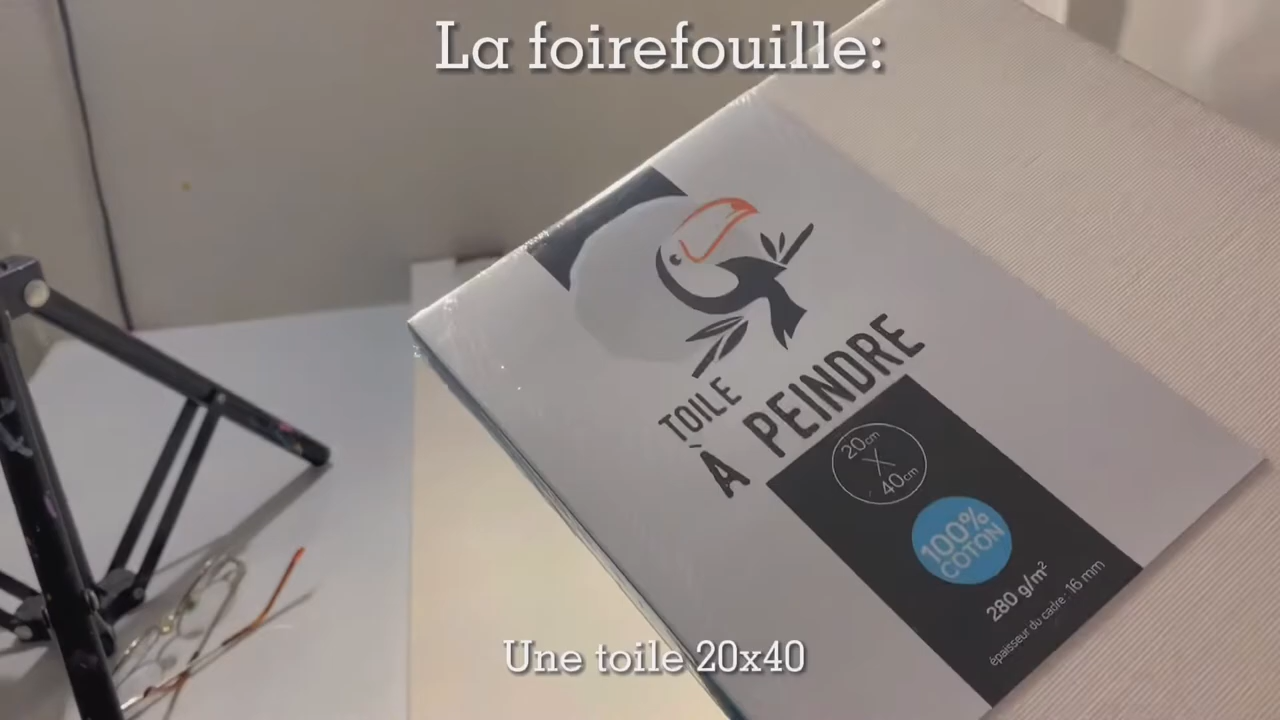 La foirefouille:
TOILE
À PEINDRE
20cm
X
40cm
100%
COTON
280 g/m²
épaisseur du cadre : 16 mm
Une toile 20x40